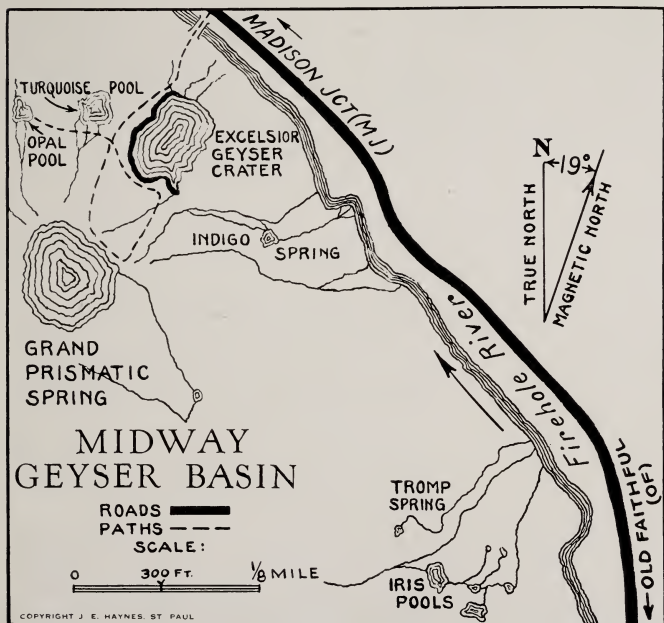 MADISON JCT(MJ)
TURQUOISE POOL
OPAL
POOL
EXCELSIOR
GEYSER
CRATER
N
19°
TRUE NORTH
MAGNETIC NORTH
INDIGO SPRING
GRAND
PRISMATIC
SPRING
Firehole River
MIDWAY
GEYSER BASIN
ROADS
PATHS
SCALE:
0 300 FT. 1/8 MILE
TROMP
SPRING
IRIS
POOLS
OLD FAITHFUL
(OF)
COPYRIGHT J. E. HAYNES. ST PAUL